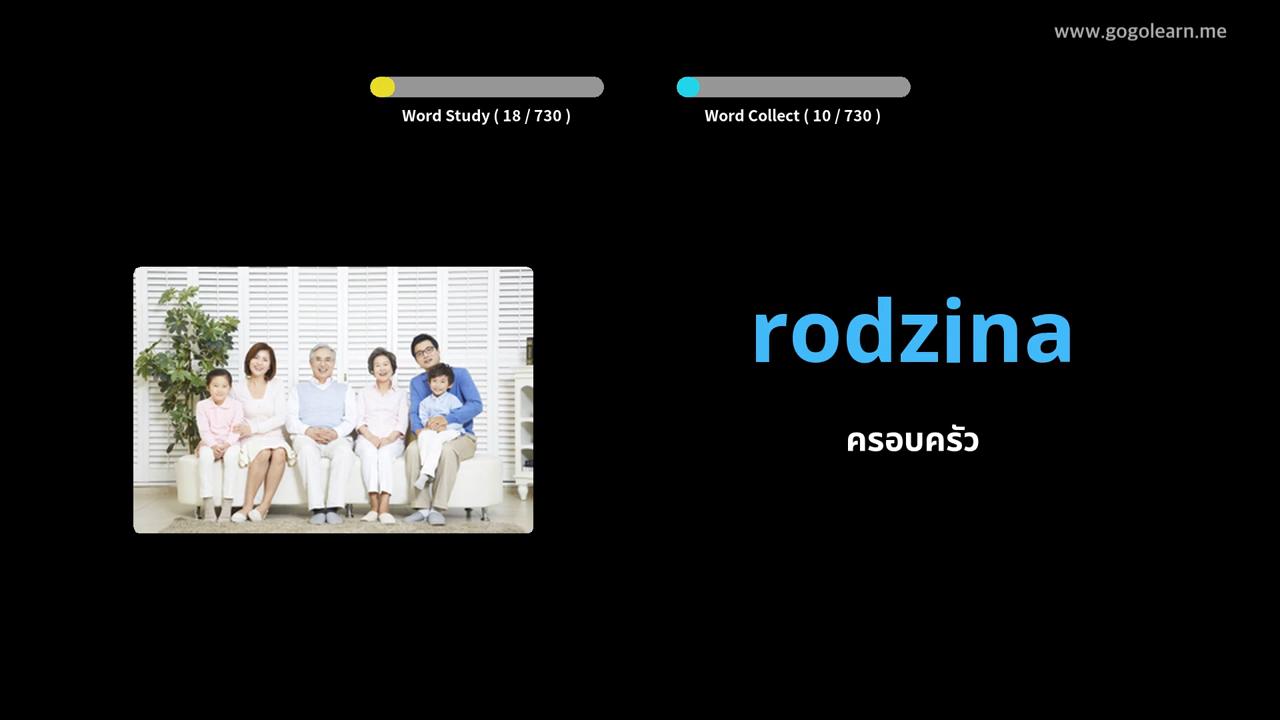 www.gogolearn.me
Word Study ( 18 / 730 )
Word Collect ( 10 / 730 )
rodzina
ครอบครัว